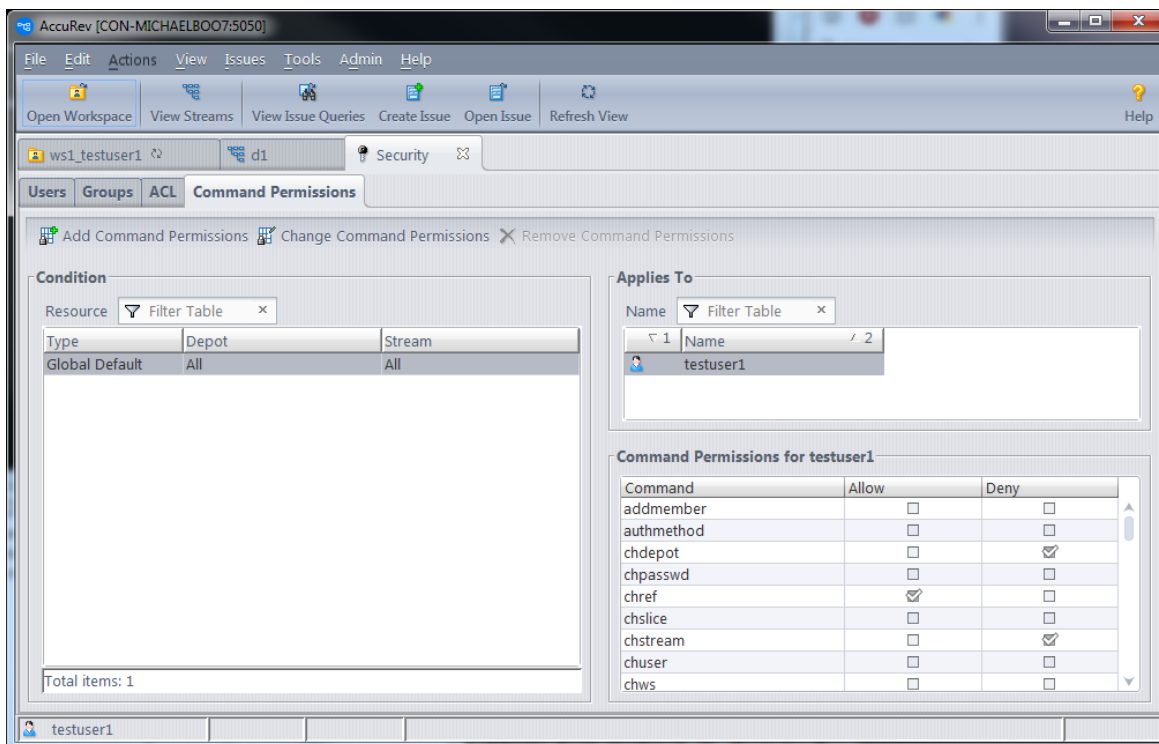 AccuRev [CON-MICHAELBOO7:5050]
File Edit Actions View Issues Tools Admin Help
Open Workspace View Streams View Issue Queries Create Issue Open Issue Refresh View Help
ws1_testuser1 d1 Security
Users Groups ACL Command Permissions
Add Command Permissions Change Command Permissions Remove Command Permissions
Condition
Resource Filter Table
Type Depot Stream
Global Default All All
Total items: 1
Applies To
Name Filter Table
1 Name 2
testuser1
Command Permissions for testuser1
Command Allow Deny
addmember
authmethod
chdepot
chpasswd
chref
chslice
chstream
chuser
chws
testuser1